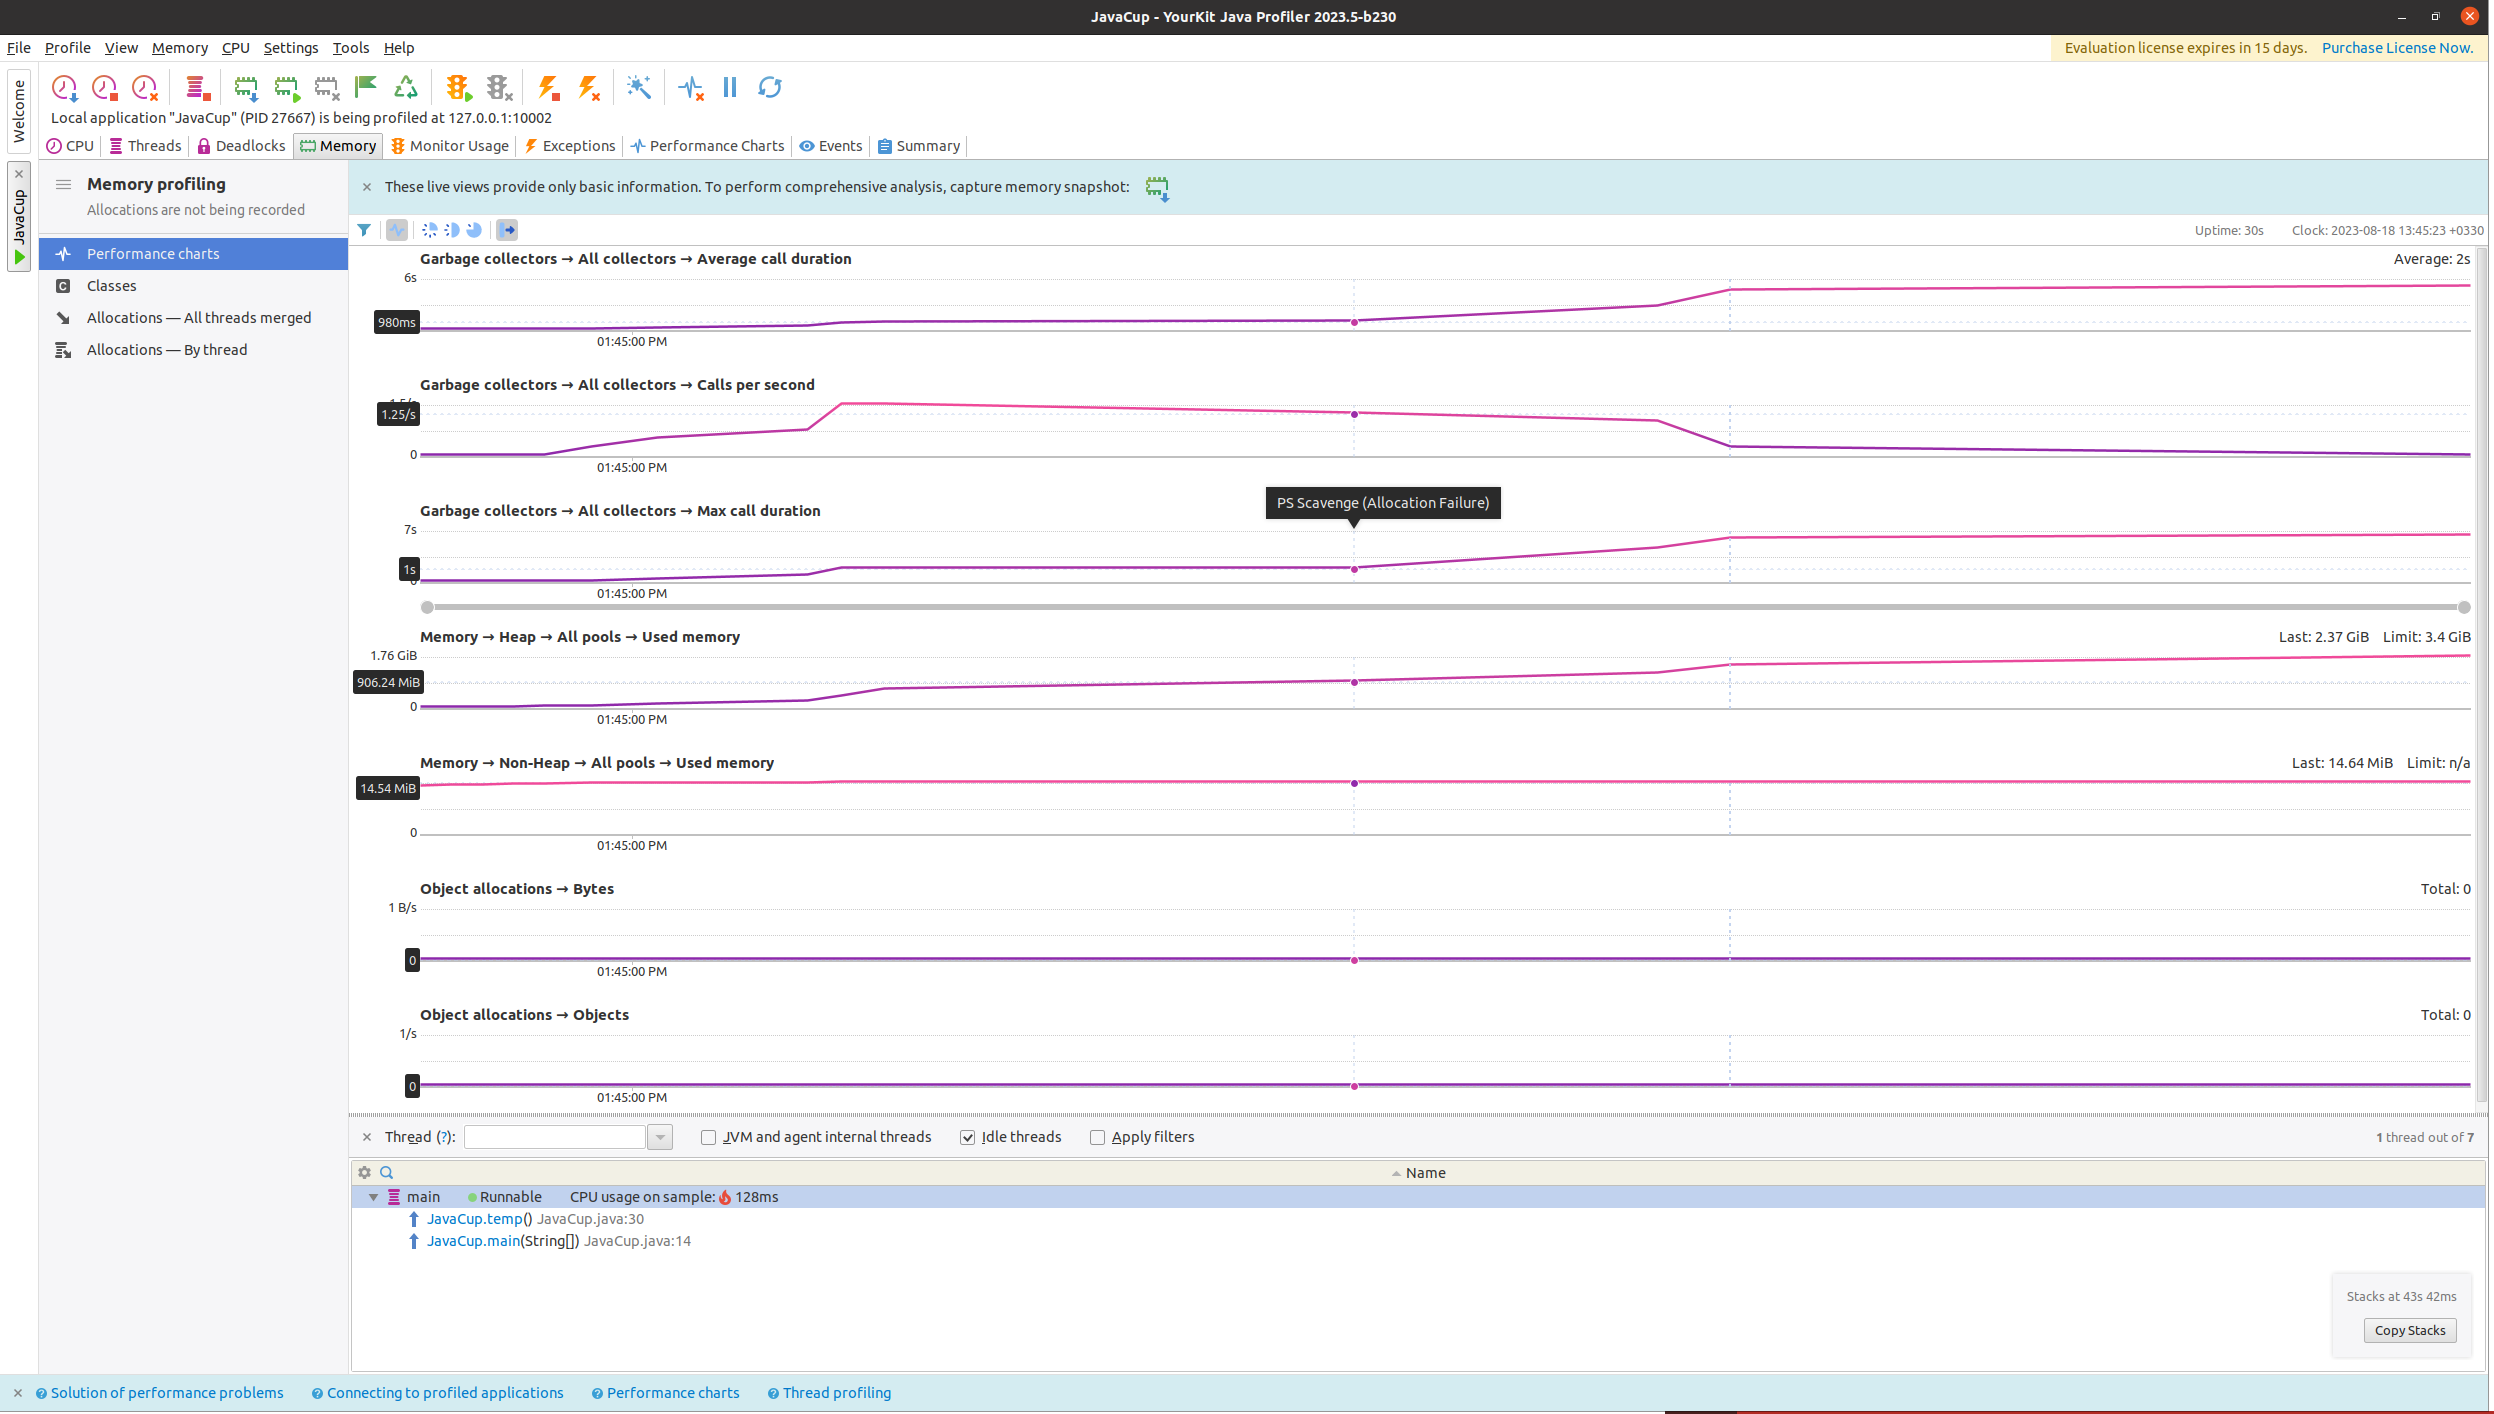 JavaCup - YourKit Java Profiler 2023.5-b230
File Profile View Memory CPU Settings Tools Help
Evaluation license expires in 15 days. Purchase License Now.
Welcome
JavaCup
Local application "JavaCup" (PID 27667) is being profiled at 127.0.0.1:10002
CPU Threads Deadlocks Memory Monitor Usage Exceptions Performance Charts Events Summary
Memory profiling
Allocations are not being recorded
Performance charts
Classes
Allocations — All threads merged
Allocations — By thread
These live views provide only basic information. To perform comprehensive analysis, capture memory snapshot:
Uptime: 30s Clock: 2023-08-18 13:45:23 +0330
Garbage collectors → All collectors → Average call duration Average: 2s
6s
980ms
01:45:00 PM
Garbage collectors → All collectors → Calls per second
1.25/s
0
01:45:00 PM
PS Scavenge (Allocation Failure)
Garbage collectors → All collectors → Max call duration
7s
1s
0
01:45:00 PM
Memory → Heap → All pools → Used memory Last: 2.37 GiB Limit: 3.4 GiB
1.76 GiB
906.24 MiB
0
01:45:00 PM
Memory → Non-Heap → All pools → Used memory Last: 14.64 MiB Limit: n/a
14.54 MiB
0
01:45:00 PM
Object allocations → Bytes Total: 0
1 B/s
0
01:45:00 PM
Object allocations → Objects Total: 0
1/s
0
01:45:00 PM
Thread (?): JVM and agent internal threads Idle threads Apply filters 1 thread out of 7
Name
main Runnable CPU usage on sample: 128ms
JavaCup.temp() JavaCup.java:30
JavaCup.main(String[]) JavaCup.java:14
Stacks at 43s 42ms
Copy Stacks
Solution of performance problems Connecting to profiled applications Performance charts Thread profiling